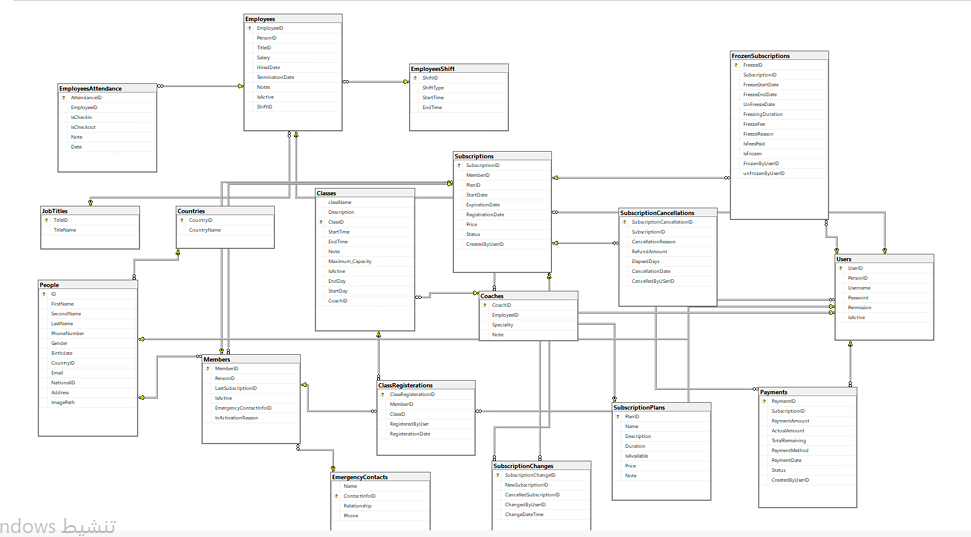 Employees
EmployeeID
PersonID
TitleID
Salary
HiredDate
TerminationDate
Notes
IsActive
ShiftID
EmployeesShift
ShiftID
ShiftType
StartTime
EndTime
EmployeesAttendance
AttendanceID
EmployeeID
IsCheckin
IsCheckout
Note
Date
FrozenSubscriptions
FreezeID
SubscriptionID
FreezeStartDate
FreezeEndDate
UnFreezeDate
FreezingDuration
FreezeFee
FreezeReason
IsFeesPaid
IsFrozen
FrozenByUserID
unfrozenByUserID
Subscriptions
SubscriptionID
MemberID
PlanID
StartDate
ExpirationDate
RegistrationDate
Price
Status
CreatedByUserID
Classes
className
Description
ClassID
StartTime
EndTime
Note
Maximum_Capacity
IsActive
EndDay
StartDay
CoachID
JobTitles
TitleID
TitleName
Countries
CountryID
CountryName
SubscriptionCancellations
SubscriptionCancellationID
SubscriptionID
CancellationReason
RefundAmount
ElapsedDays
CancellationDate
CancelledByUSerID
Users
UserID
PersonID
Username
Password
Permission
IsActive
People
ID
FirstName
SecondName
LastName
PhoneNumber
Gender
Birthdate
CountryID
Email
NationalID
Address
ImagePath
Coaches
CoachID
EmployeeID
Speciality
Note
Members
MemberID
PersonID
LastSubscriptionID
IsActive
EmergencyContactInfoID
InActivationReason
ClassRegisterations
ClassRegisterationID
MemberID
ClassID
RegisteredByUser
RegisterationDate
SubscriptionPlans
PlanID
Name
Description
Duration
IsAvailable
Price
Note
Payments
PaymentID
SubscriptionID
PaymentAmount
ActualAmount
TotalRemaining
PaymentMethod
PaymentDate
Status
CreatedByUserID
EmergencyContacts
Name
ContactInfoID
Relationship
Phone
SubscriptionChanges
SubscriptionChangeID
NewSubscriptionID
CancelledSubscriptionID
ChangedByUserID
ChangeDateTime
تنشيط ndows